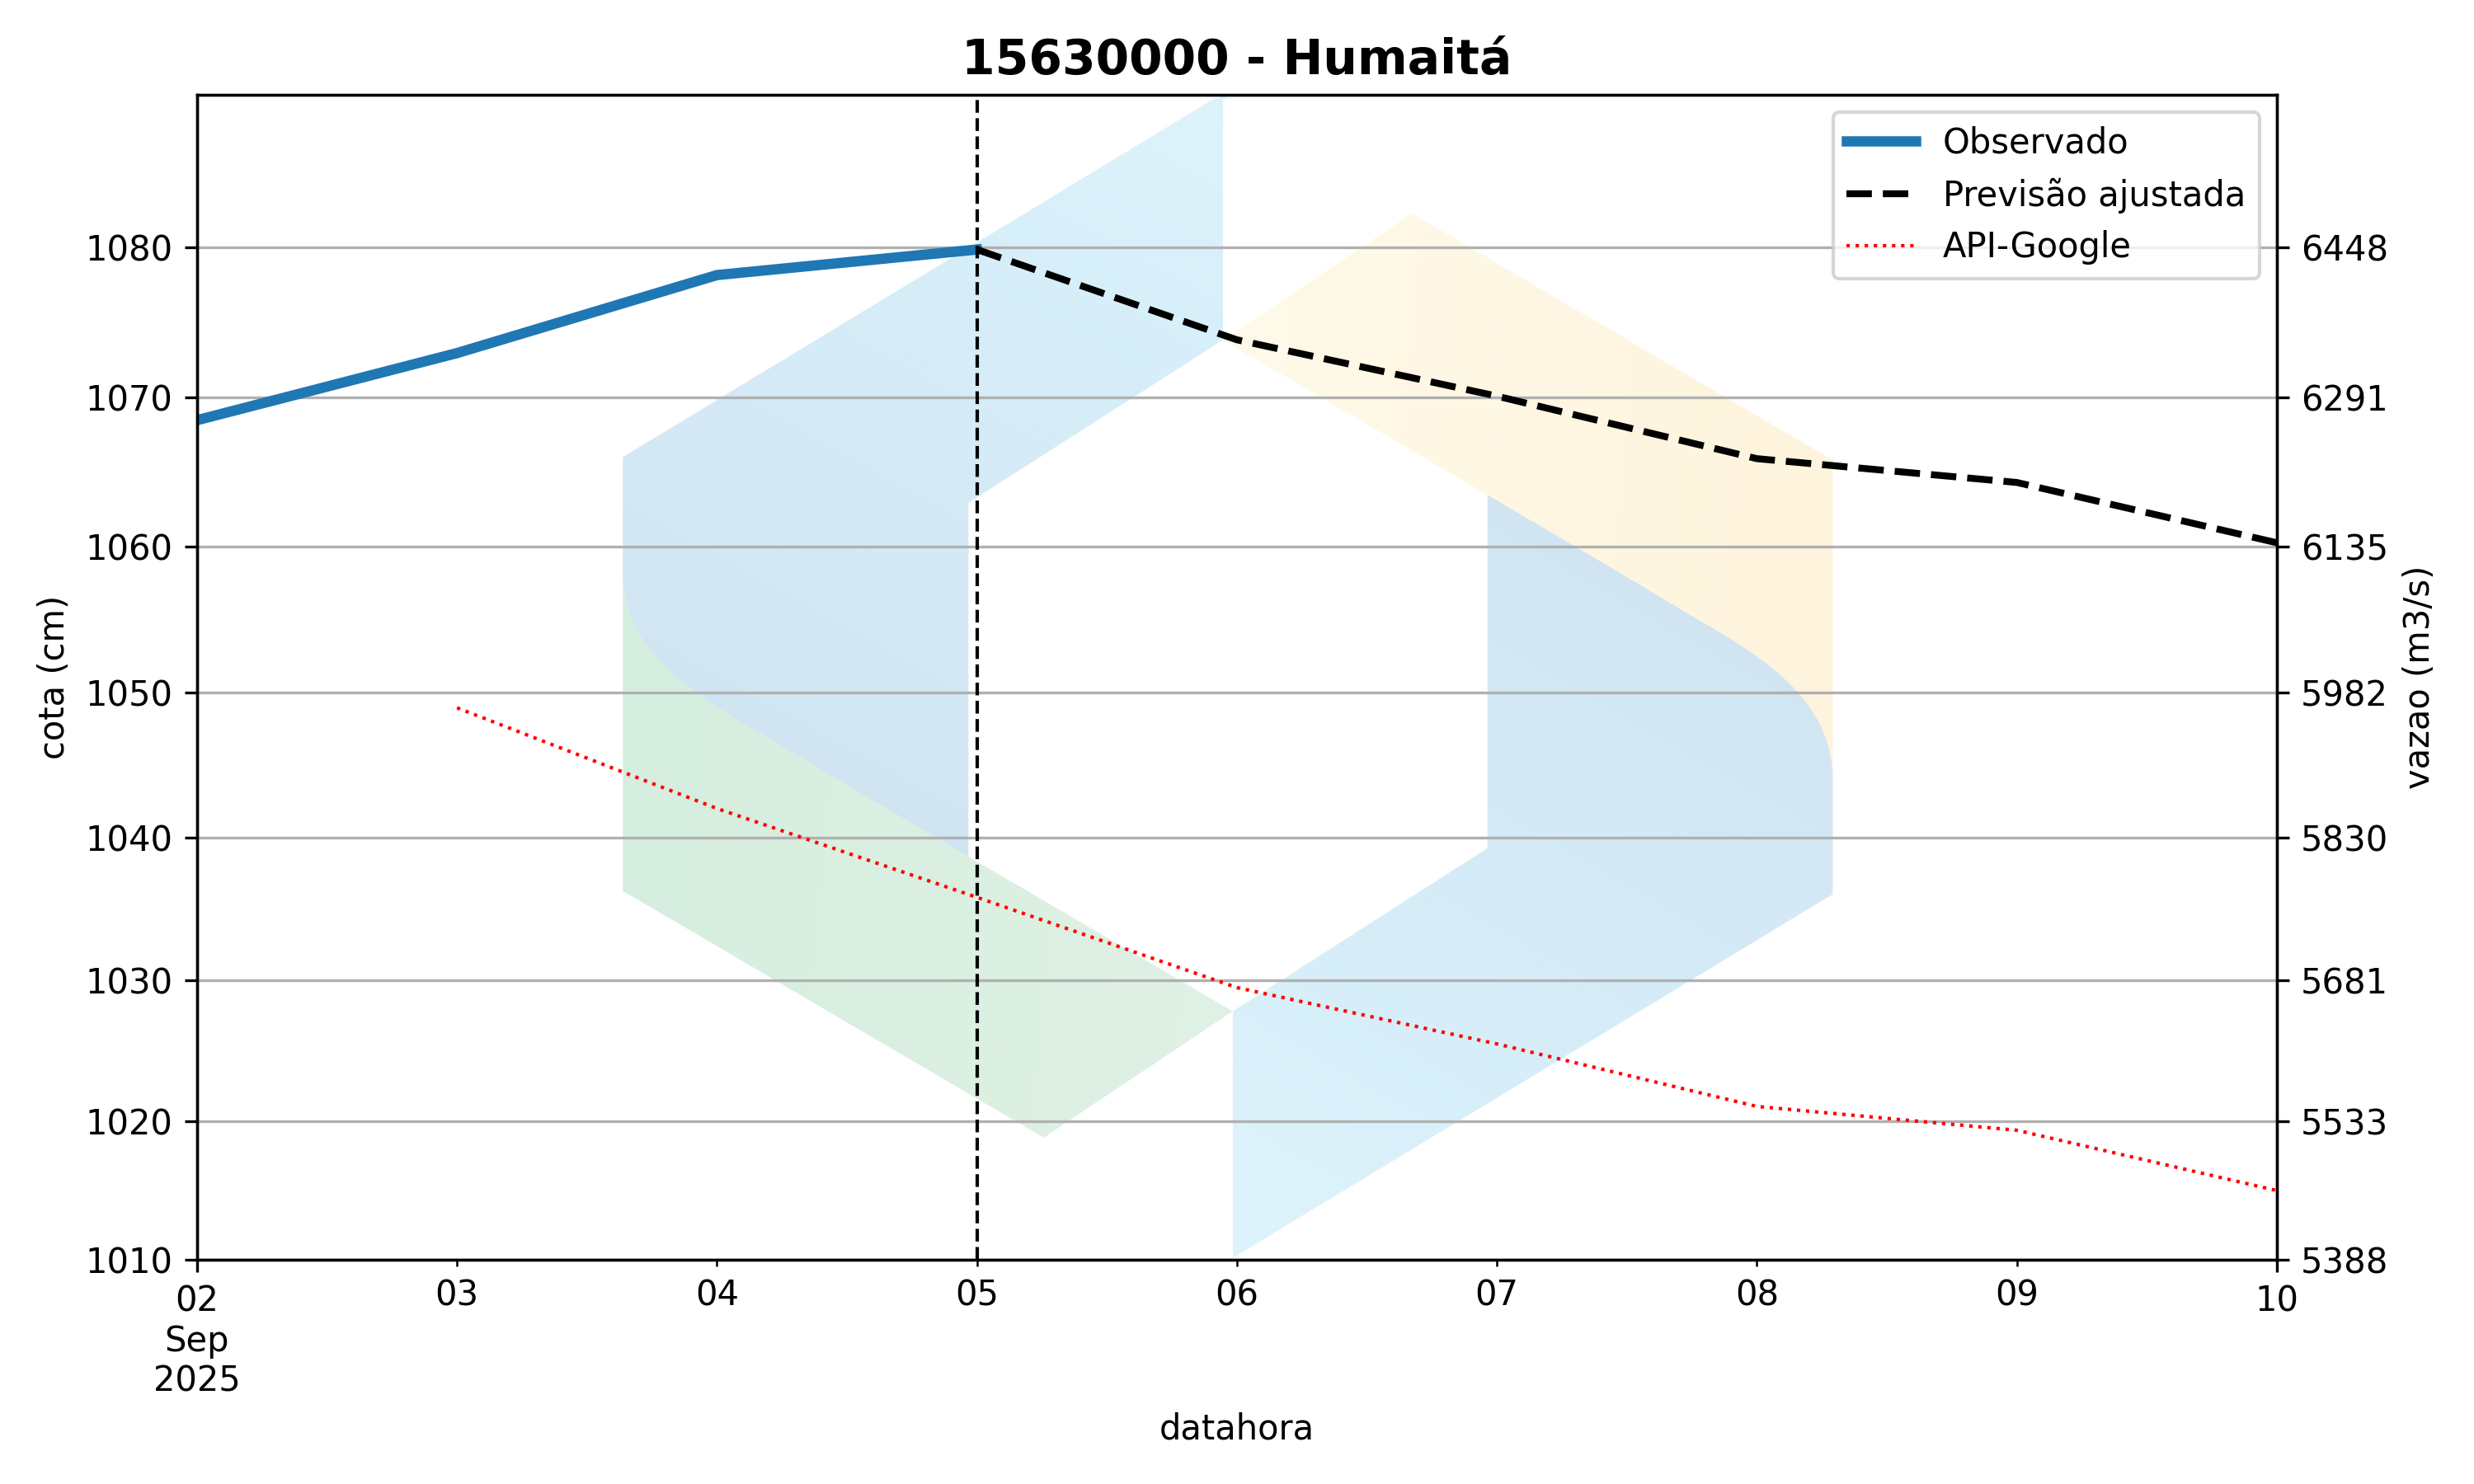 15630000 - Humaitá
Observado
Previsão ajustada
API-Google
1080
1070
1060
1050
1040
1030
1020
1010
cota (cm)
6448
6291
6135
5982
5830
5681
5533
5388
vazao (m3/s)
02 03 04 05 06 07 08 09 10
Sep
2025
datahora